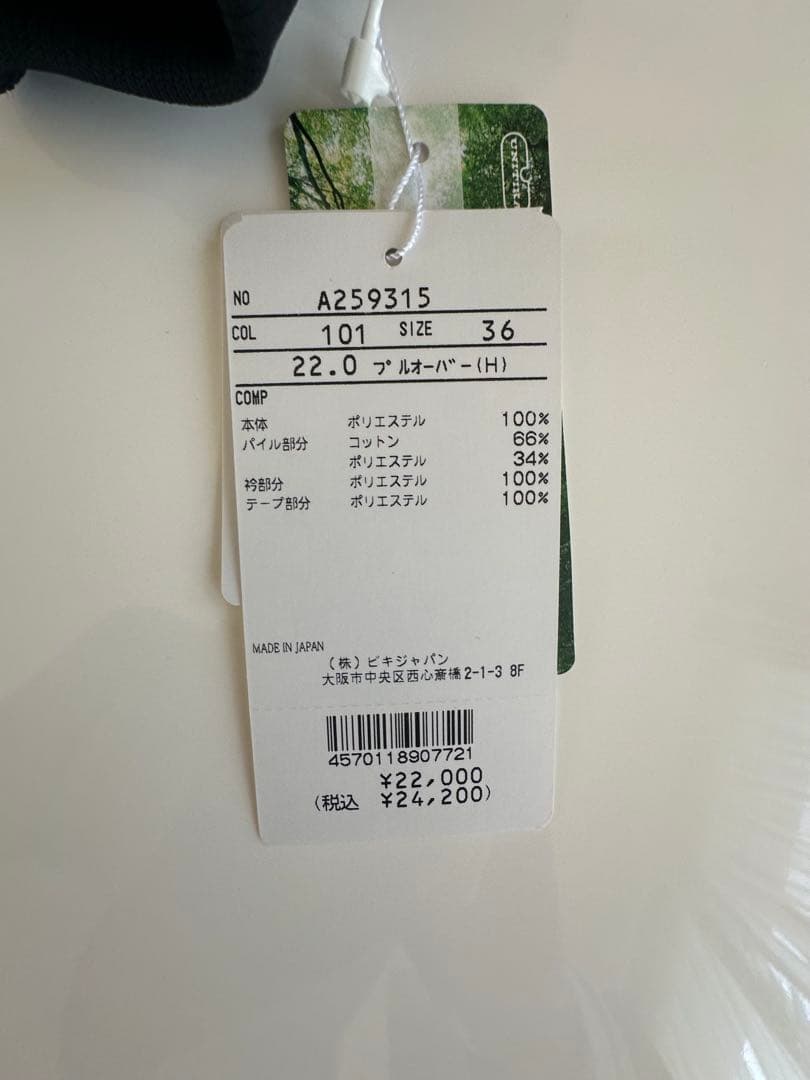 NO A259315
COL 101 SIZE 36
22.0 プルオーバー(H)
COMP
本体 ポリエステル 100%
パイル部分 コットン 66%
ポリエステル 34%
衿部分 ポリエステル 100%
テープ部分 ポリエステル 100%
MADE IN JAPAN
(株)ビキジャパン
大阪市中央区西心斎橋2-1-3 8F
4570118907721
¥22,000
(税込 ¥24,200)